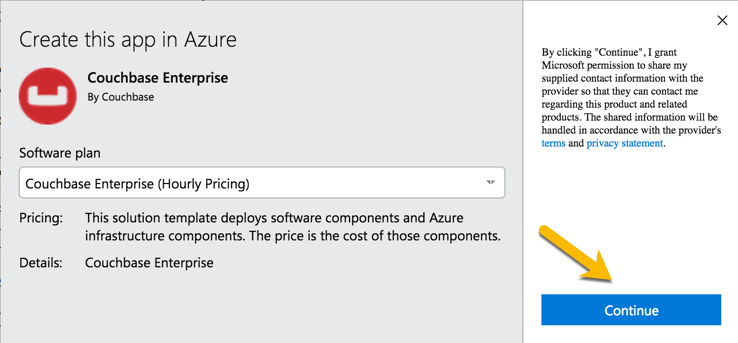 Create this app in Azure
Couchbase Enterprise
By Couchbase
Software plan
Couchbase Enterprise (Hourly Pricing)
Pricing: This solution template deploys software components and Azure
infrastructure components. The price is the cost of those components.
Details: Couchbase Enterprise
By clicking "Continue", I grant
Microsoft permission to share my
supplied contact information with the
provider so that they can contact me
regarding this product and related
products. The shared information will be
handled in accordance with the provider's
terms and privacy statement.
Continue